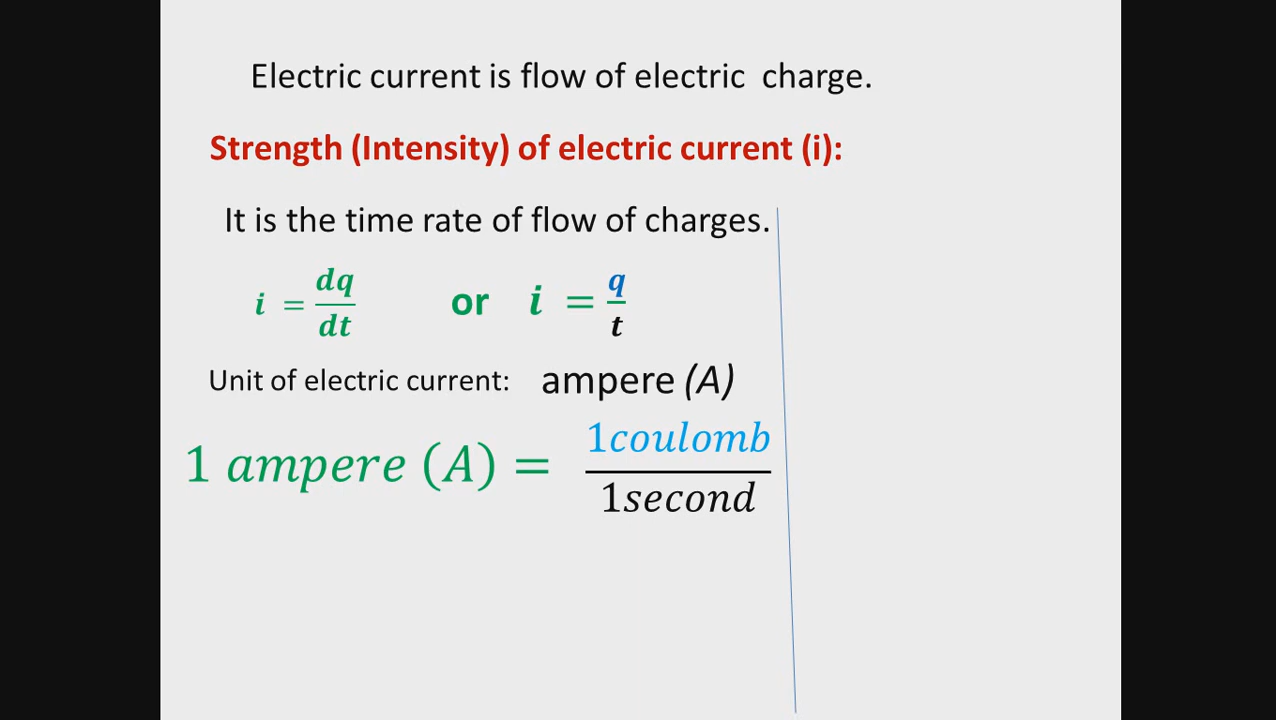 Electric current is flow of electric charge.
Strength (Intensity) of electric current (i):
It is the time rate of flow of charges.
i = dq/dt or i = q/t
Unit of electric current: ampere (A)
1 ampere (A) = 1coulomb/1second